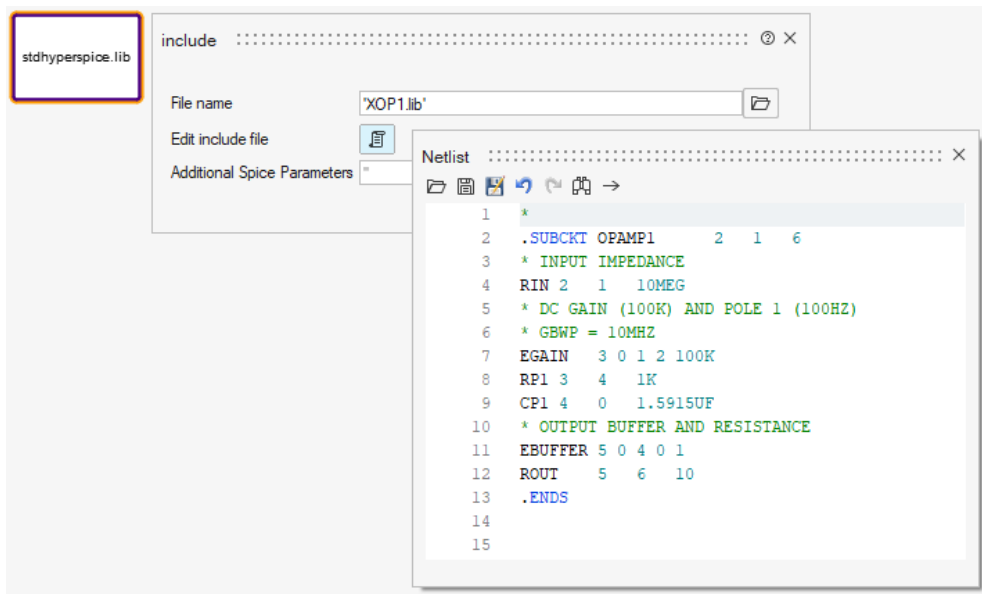 stdhyperspice.lib
include
File name "XOP1.lib"
Edit include file
Additional Spice Parameters "
Netlist
1 *
2 .SUBCKT OPAMP1 2 1 6
3 * INPUT IMPEDANCE
4 RIN 2 1 10MEG
5 * DC GAIN (100K) AND POLE 1 (100HZ)
6 * GBWP = 10MHZ
7 EGAIN 3 0 1 2 100K
8 RP1 3 4 1K
9 CP1 4 0 1.5915UF
10 * OUTPUT BUFFER AND RESISTANCE
11 EBUFFER 5 0 4 0 1
12 ROUT 5 6 10
13 .ENDS
14
15